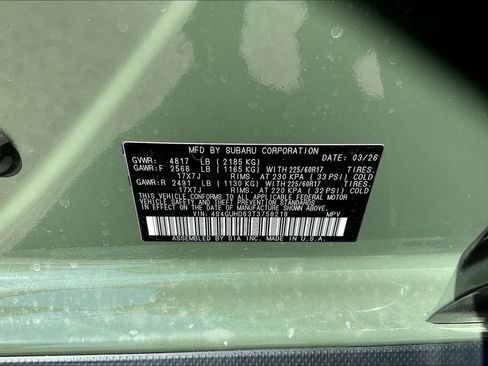 MFD BY SUBARU CORPORATION
GVWR: 4817 LB (2185 KG) DATE: 03/26
GAWR:F 2568 LB (1165 KG) WITH 225/60R17 TIRES.
17X7J RIMS. AT 230 KPA ( 33 PSI) COLD
GAWR:R 2491 LB (1130 KG) WITH 225/60R17 TIRES.
17X7J RIMS. AT 220 KPA ( 32 PSI) COLD
THIS VEHICLE CONFORMS TO ALL APPLICABLE FEDERAL MOTOR
VEHICLE SAFETY AND THEFT PREVENTION STANDARDS
IN EFFECT ON THE DATE OF MANUFACTURE SHOWN ABOVE.
VIN: 4S4GUHD63T3758218 MPV
ASSEMBLED BY SIA INC. MADE IN U.S.A.